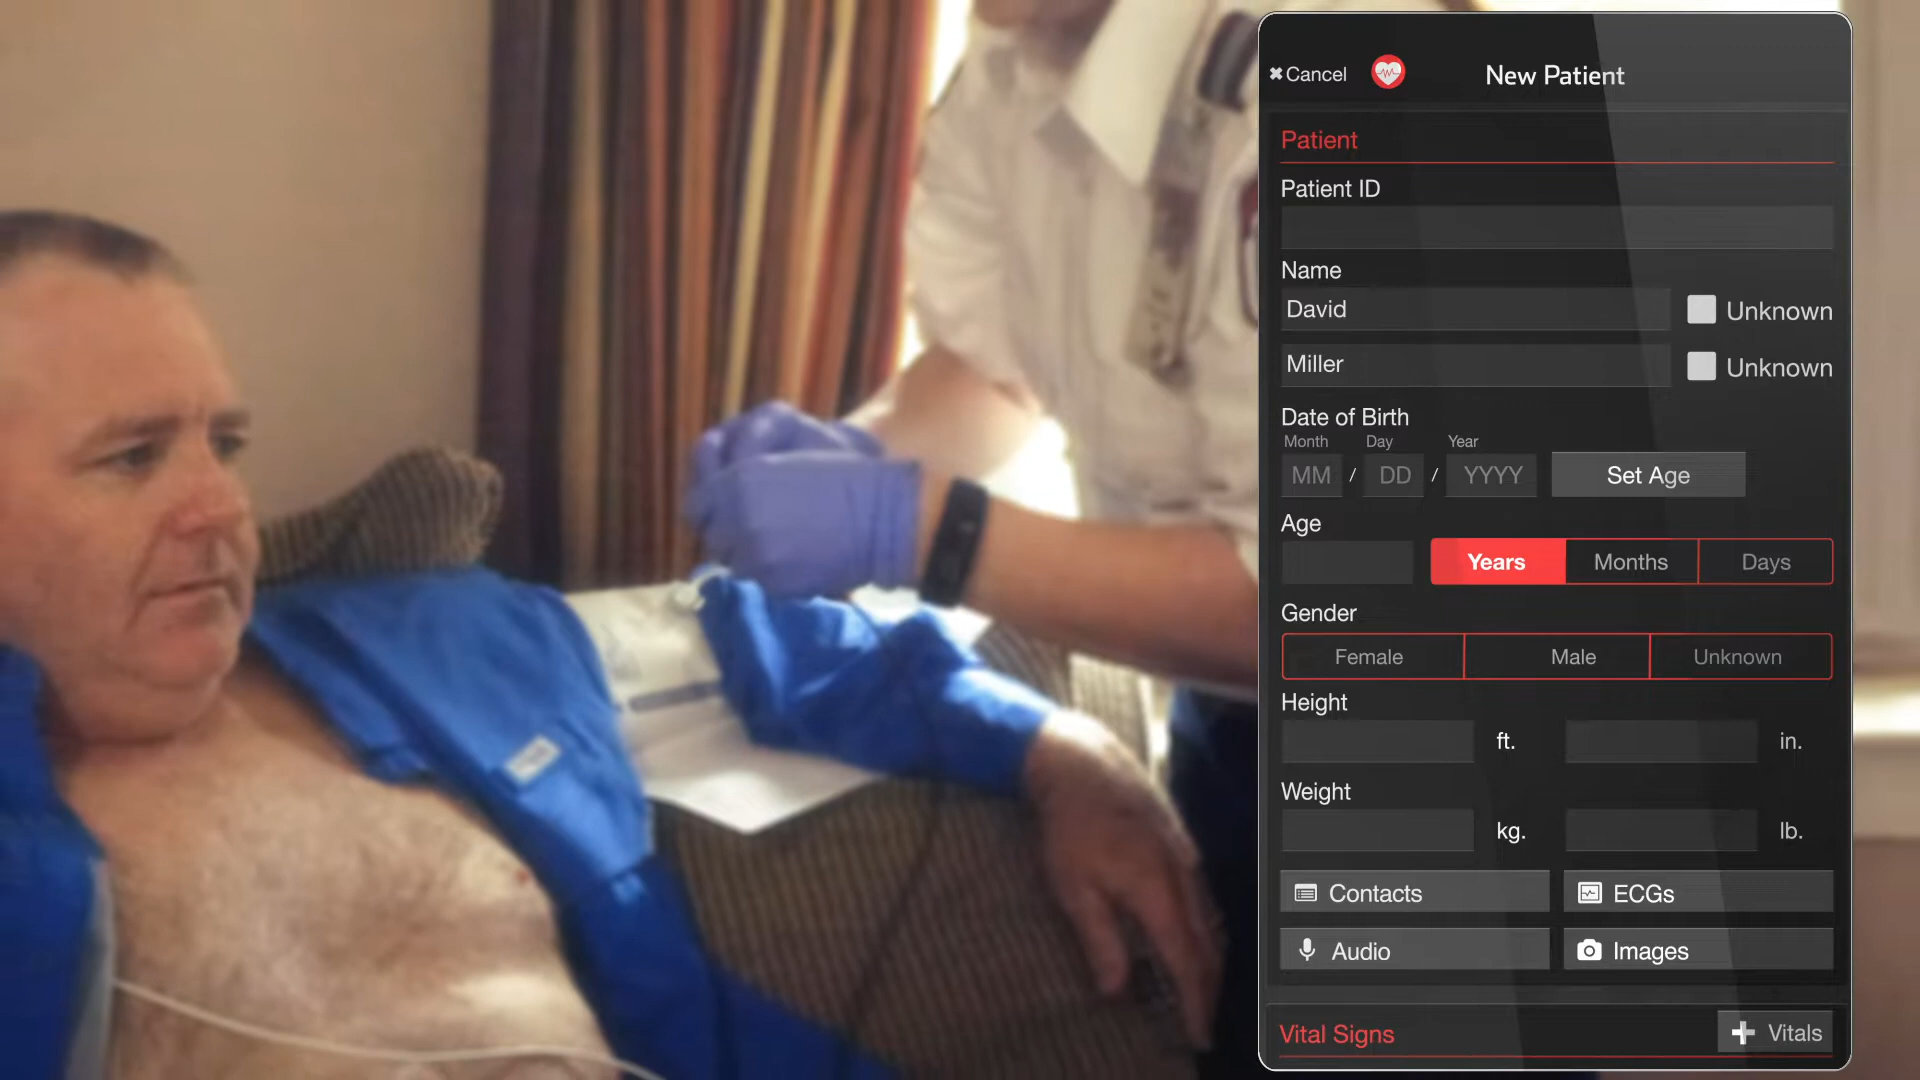 ✖ Cancel New Patient
Patient
Patient ID
Name
David Unknown
Miller Unknown
Date of Birth
Month Day Year
MM / DD / YYYY Set Age
Age
Years Months Days
Gender
Female Male Unknown
Height
ft. in.
Weight
kg. lb.
Contacts ECGs
Audio Images
Vital Signs + Vitals